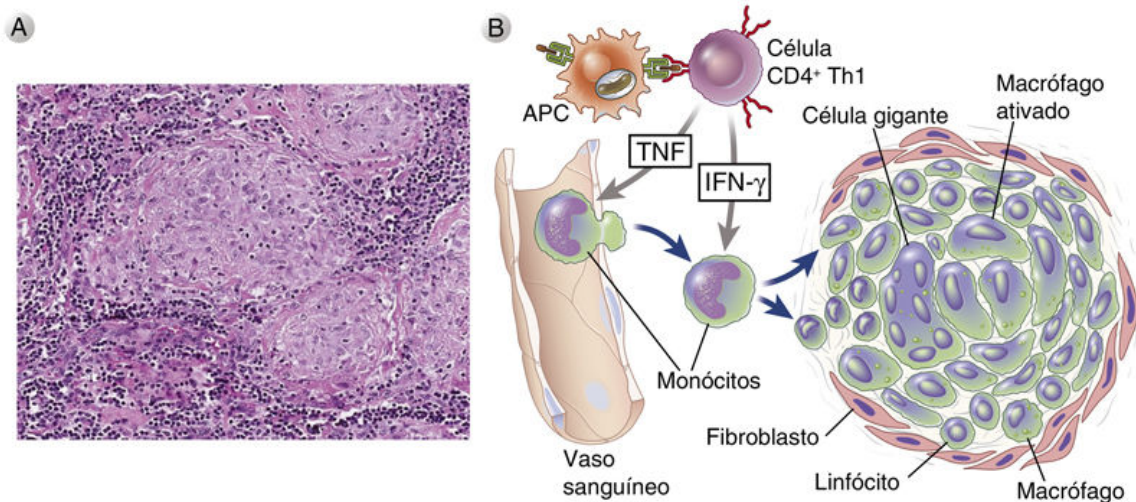 A
B
APC
Célula
CD4⁺ Th1
TNF
IFN-γ
Célula gigante
Macrófago
ativado
Monócitos
Vaso
sanguíneo
Fibroblasto
Linfócito
Macrófago